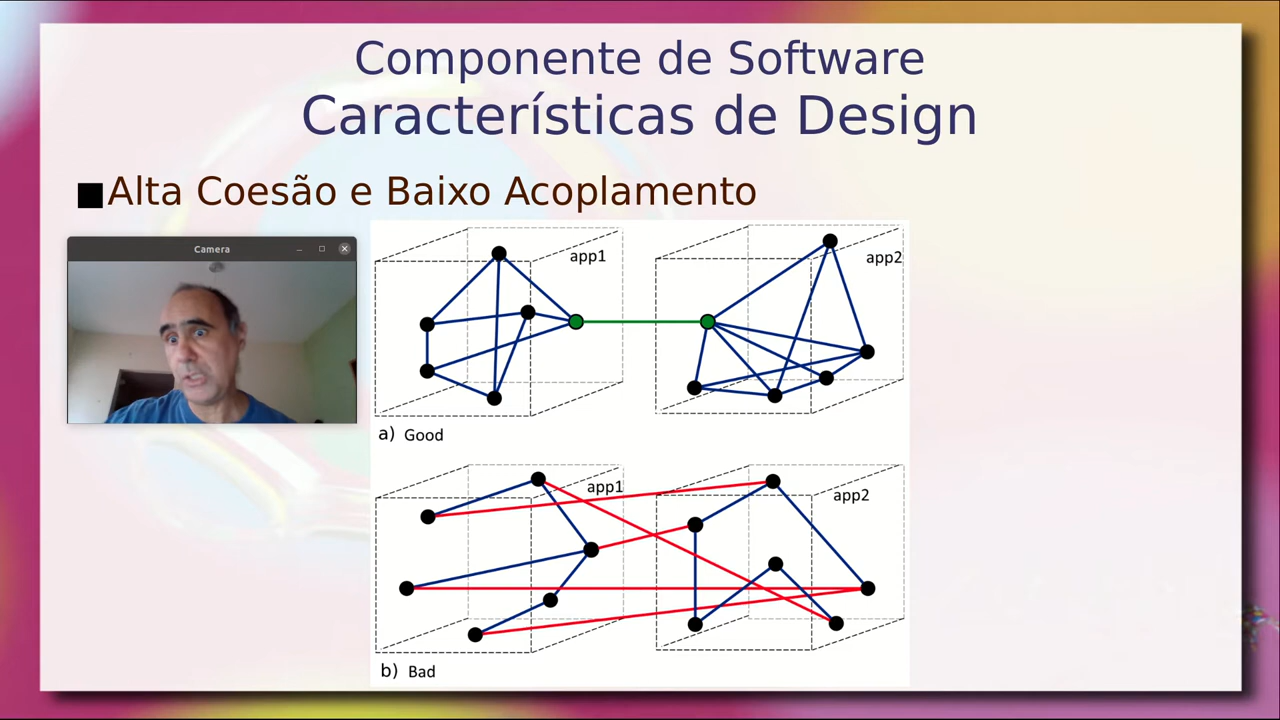 Componente de Software
Características de Design
Alta Coesão e Baixo Acoplamento
Camera
app1
app2
a) Good
app1
app2
b) Bad